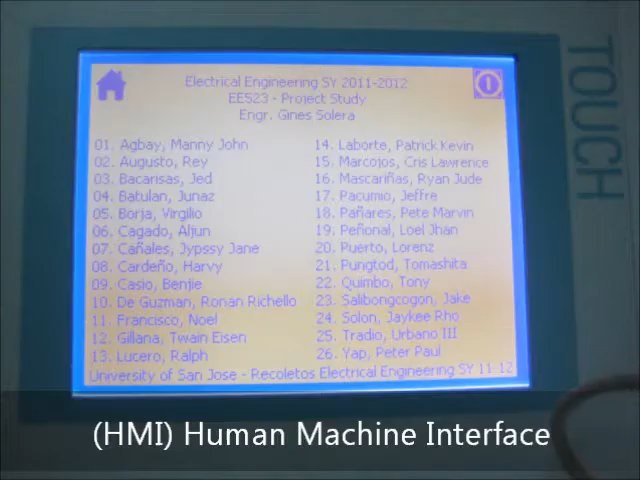 Electrical Engineering SY 2011-2012
EE523 - Project Study
Engr. Gines Solera
01. Agbay, Manny John
02. Augusto, Rey
03. Bacarisas, Jed
04. Batulan, Junaz
05. Borja, Virgilio
06. Cagado, Aljun
07. Cañales, Jypssy Jane
08. Cardeño, Harvy
09. Casio, Benjie
10. De Guzman, Ronan Richello
11. Francisco, Noel
12. Gillana, Twain Eisen
13. Lucero, Ralph
14. Laborte, Patrick Kevin
15. Marcojos, Cris Lawrence
16. Mascariñas, Ryan Jude
17. Pacumio, Jeffre
18. Pañares, Pete Marvin
19. Peñonal, Loel Jhan
20. Puerto, Lorenz
21. Pungtod, Tomashita
22. Quimbo, Tony
23. Salibongcogon, Jake
24. Solon, Jaykee Rho
25. Tradio, Urbano III
26. Yap, Peter Paul
University of San Jose - Recoletos Electrical Engineering SY 11-12
TOUCH
(HMI) Human Machine Interface